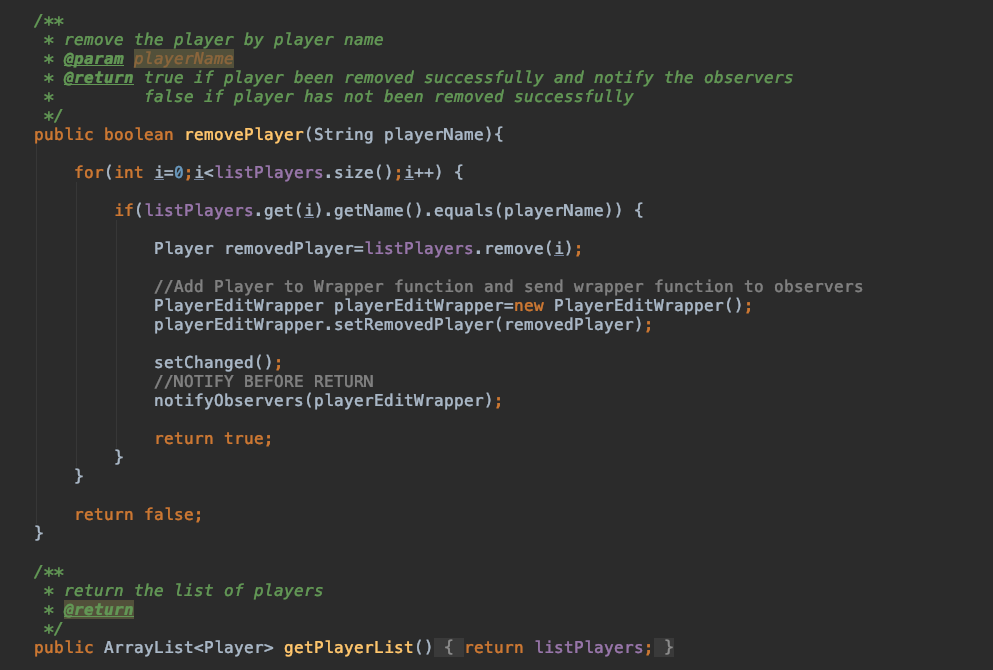 /**
 * remove the player by player name
 * @param playerName
 * @return true if player been removed successfully and notify the observers
 *         false if player has not been removed successfully
 */
public boolean removePlayer(String playerName){
for(int i=0;i<listPlayers.size();i++) {
if(listPlayers.get(i).getName().equals(playerName)) {
Player removedPlayer=listPlayers.remove(i);
//Add Player to Wrapper function and send wrapper function to observers
PlayerEditWrapper playerEditWrapper=new PlayerEditWrapper();
playerEditWrapper.setRemovedPlayer(removedPlayer);
setChanged();
//NOTIFY BEFORE RETURN
notifyObservers(playerEditWrapper);
return true;
}
}
return false;
}
/**
 * return the list of players
 * @return
 */
public ArrayList<Player> getPlayerList() { return listPlayers; }